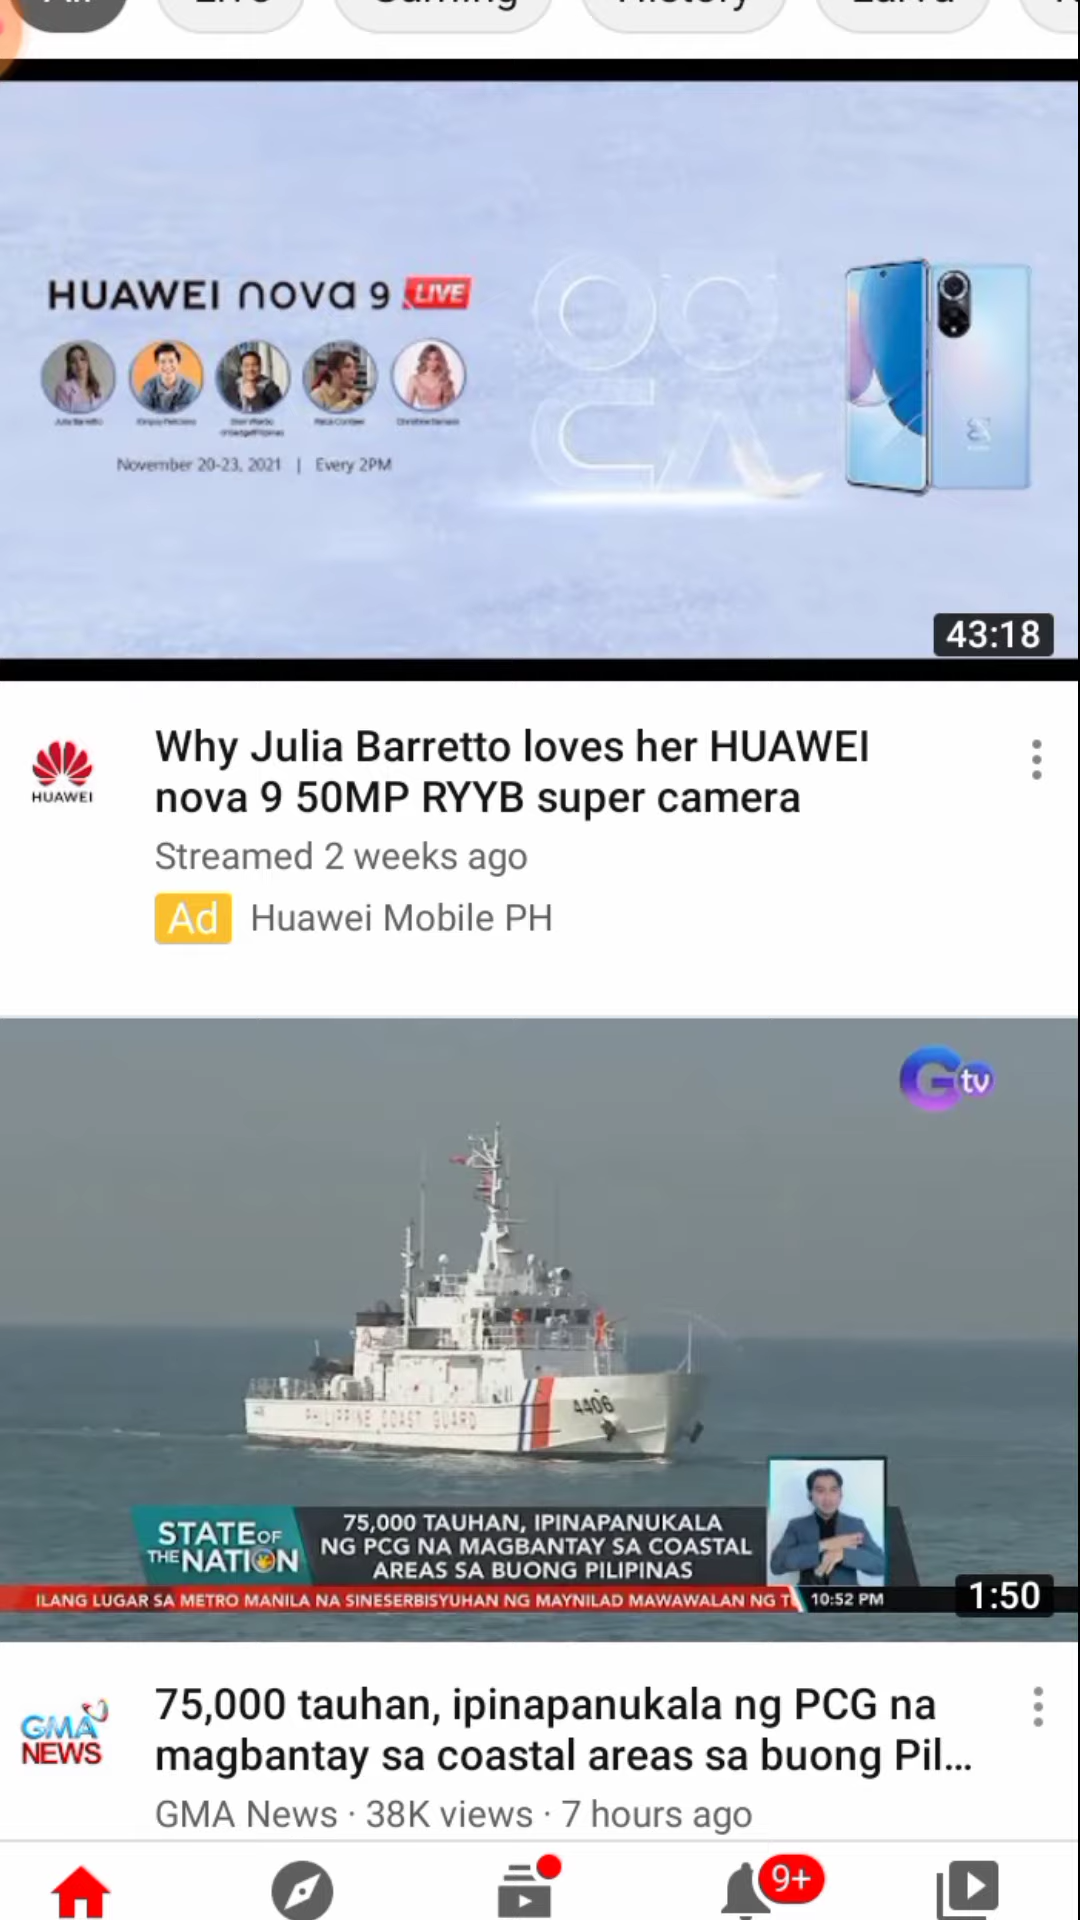 Live
Gaming
History
HUAWEI nova 9 LIVE
Julia Barretto
November 20-23, 2021 | Every 2PM
43:18
HUAWEI
Why Julia Barretto loves her HUAWEI
nova 9 50MP RYYB super camera
Streamed 2 weeks ago
Ad Huawei Mobile PH
Gtv
PHILIPPINE COAST GUARD
4406
STATE OF
THE NATION
75,000 TAUHAN, IPINAPANUKALA
NG PCG NA MAGBANTAY SA COASTAL
AREAS SA BUONG PILIPINAS
ILANG LUGAR SA METRO MANILA NA SINESERBISYUHAN NG MAYNILAD MAWAWALAN NG
10:52 PM
1:50
GMA
NEWS
75,000 tauhan, ipinapanukala ng PCG na
magbantay sa coastal areas sa buong Pil...
GMA News · 38K views · 7 hours ago
9+